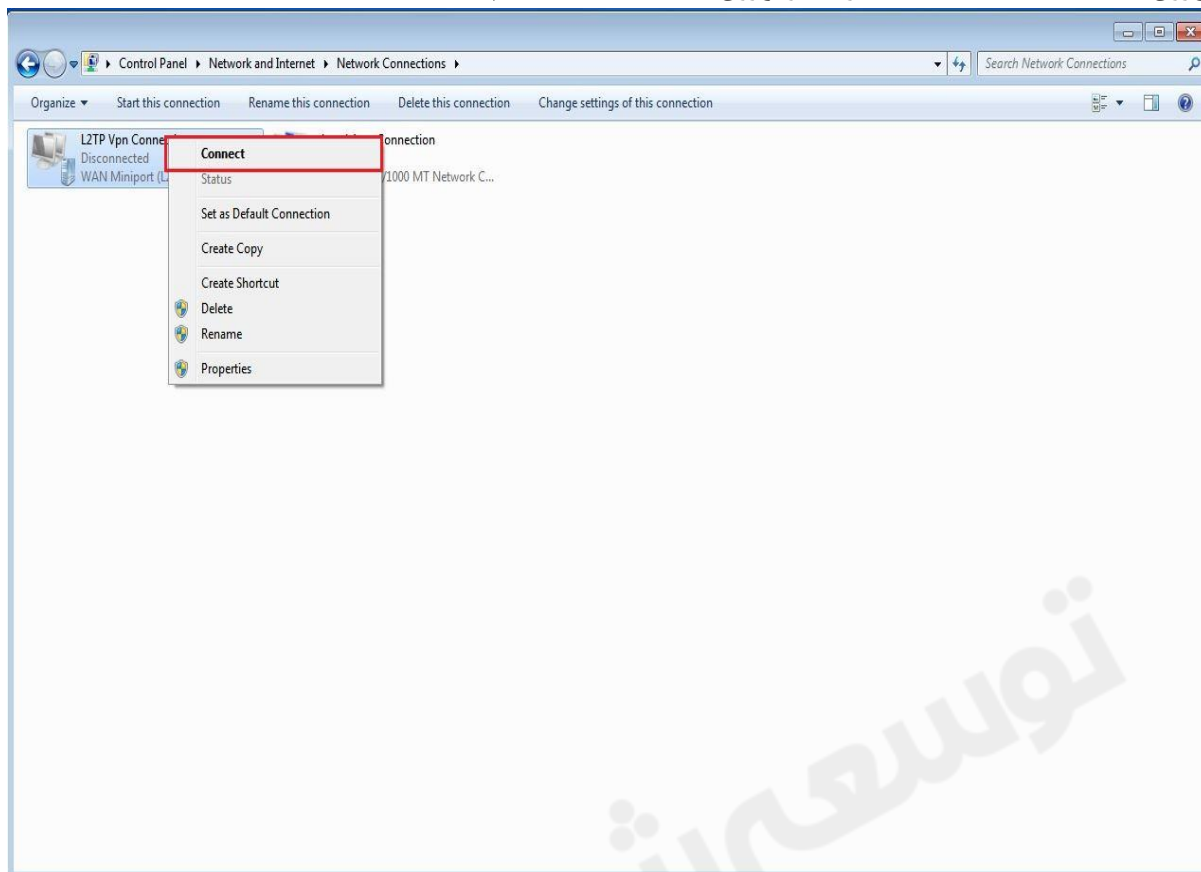 Control Panel ▸ Network and Internet ▸ Network Connections ▸
Search Network Connections
Organize Start this connection Rename this connection Delete this connection Change settings of this connection
L2TP Vpn
Disconnected
WAN Miniport
Connect
Status
Set as Default Connection
Create Copy
Create Shortcut
Delete
Rename
Properties
/1000 MT Network C...
توسعه